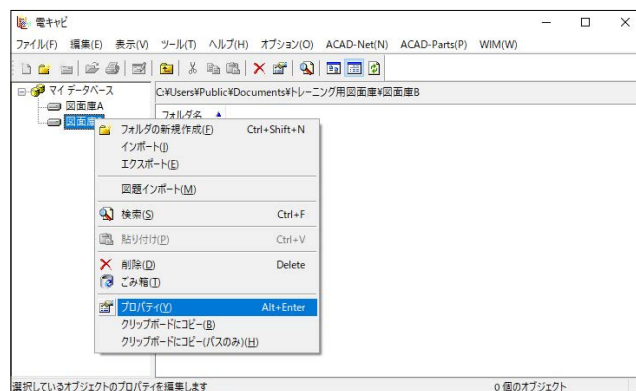 電キャビ
ファイル(F) 編集(E) 表示(V) ツール(T) ヘルプ(H) オプション(O) ACAD-Net(N) ACAD-Parts(P) WIM(W)
マイ データベース
C:¥Users¥Public¥Documents¥トレーニング用図面庫¥図面庫B
図面庫A
フォルダ名
図面庫
フォルダの新規作成(F) Ctrl+Shift+N
インポート(I)
エクスポート(E)
図題インポート(M)
検索(S) Ctrl+F
貼り付け(P) Ctrl+V
削除(D) Delete
ごみ箱(T)
プロパティ(Y) Alt+Enter
クリップボードにコピー(B)
クリップボードにコピー(パスのみ)(H)
選択しているオブジェクトのプロパティを編集します 0 個のオブジェクト